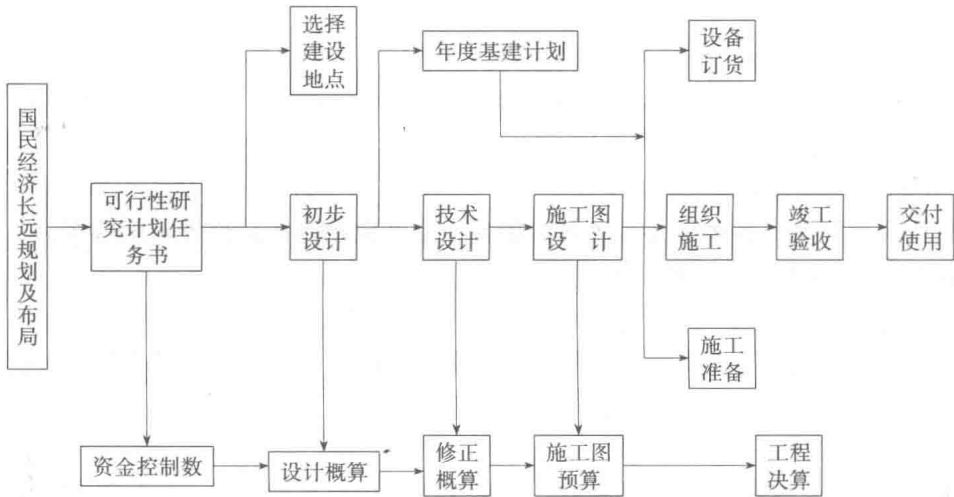 选择
建设
地点
年度基建计划
设备
订货
国民经济长远规划及布局
可行性研
究计划任
务书
初步
设计
技术
设计
施工图
设 计
组织
施工
竣工
验收
交付
使用
施工
准备
资金控制数
设计概算
修正
概算
施工图
预算
工程
决算